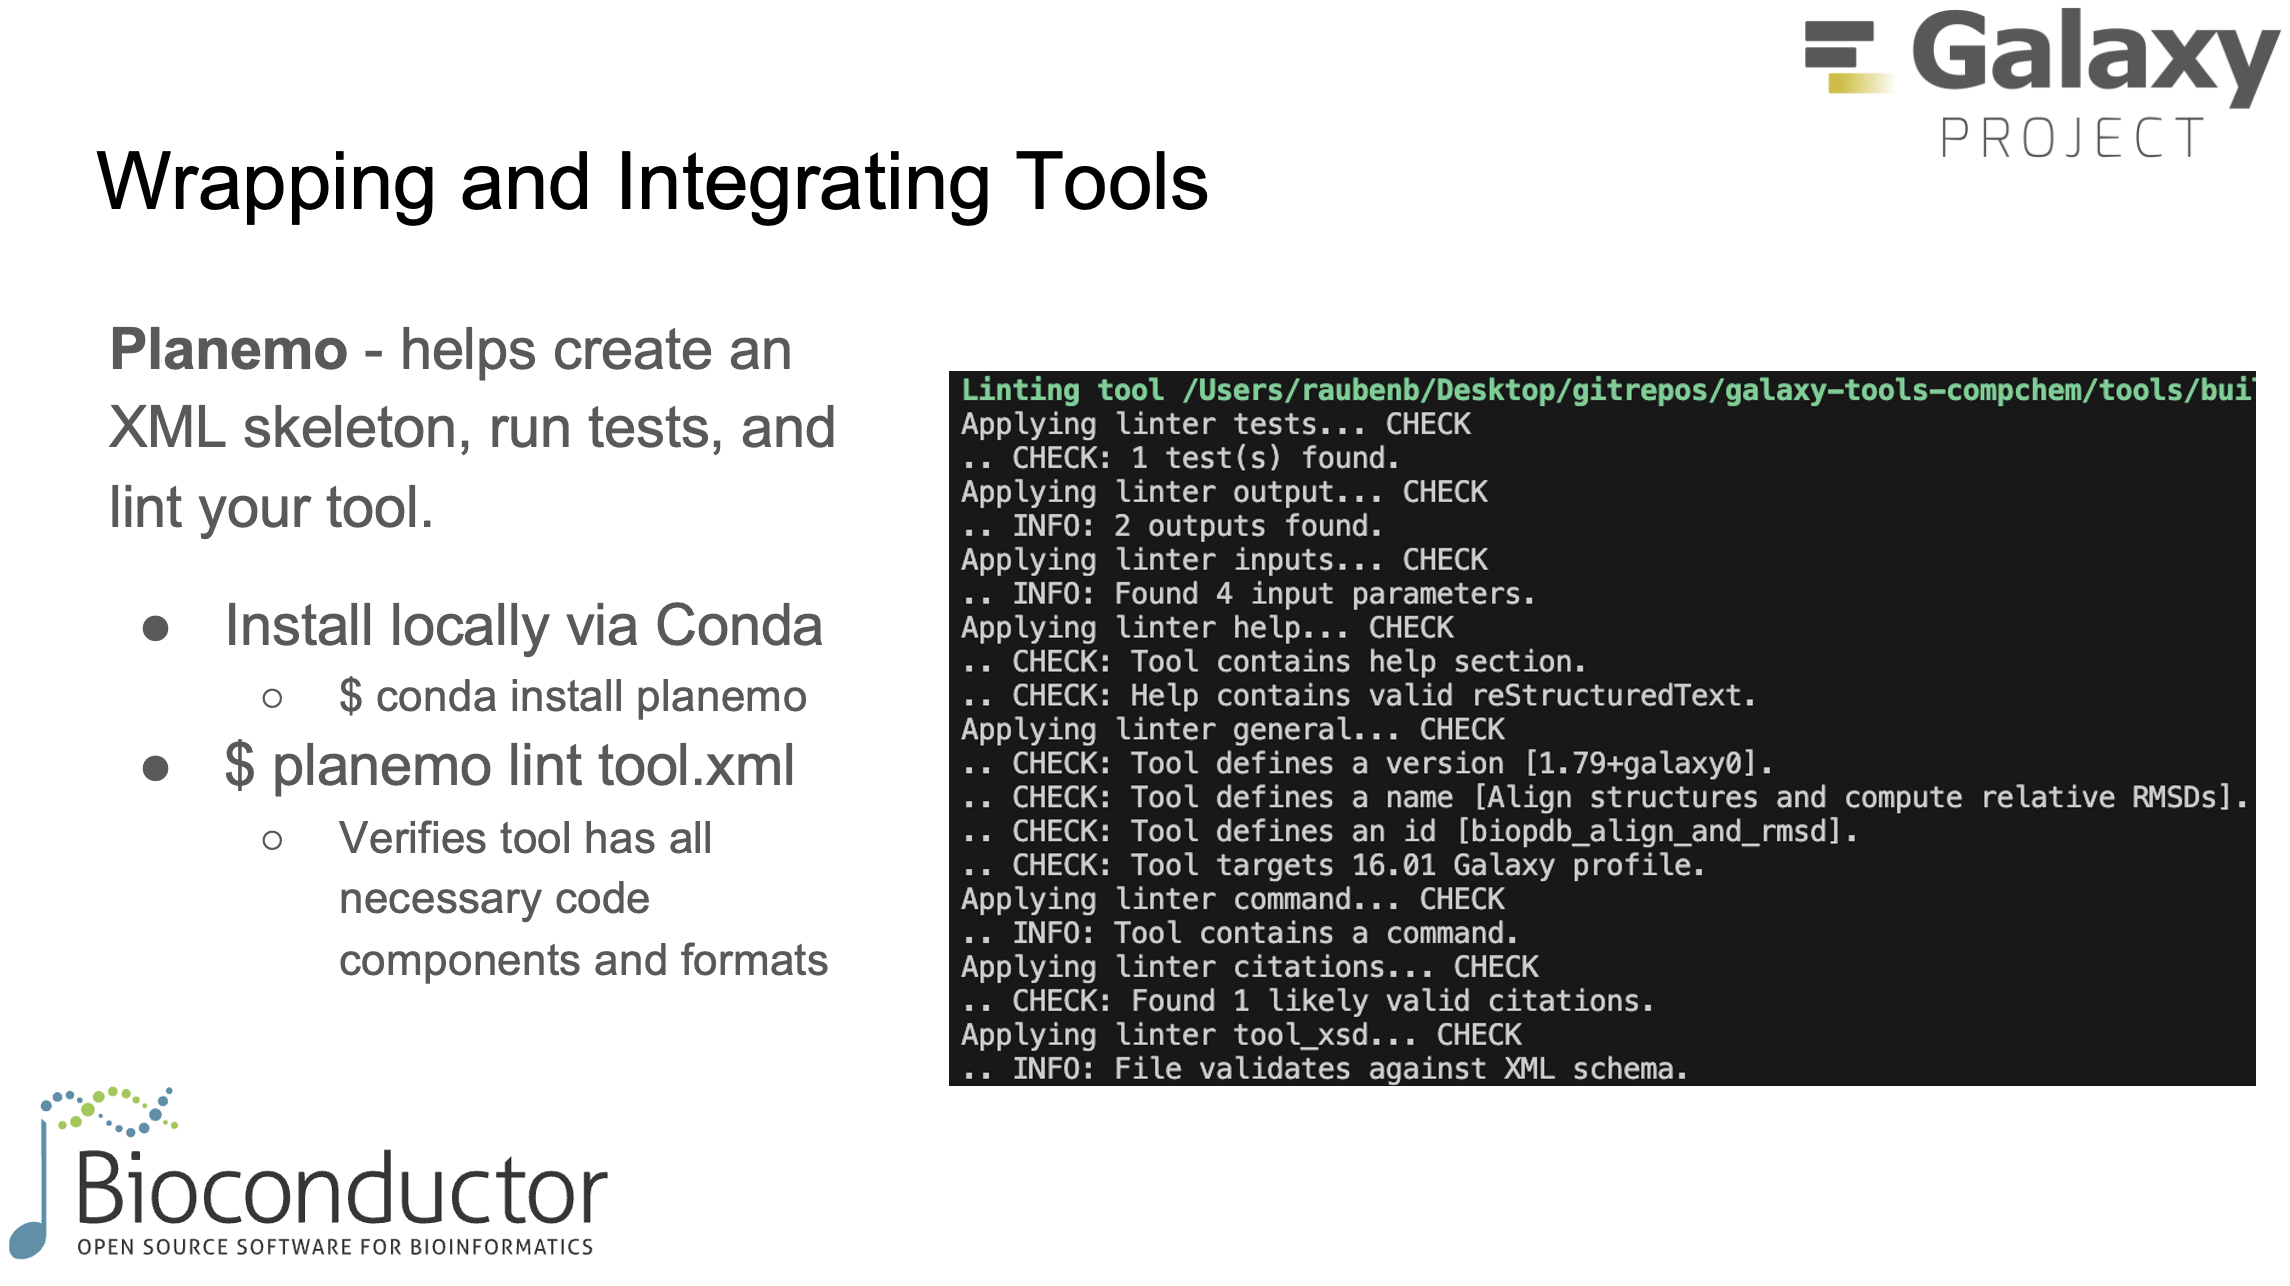 Galaxy
PROJECT
Wrapping and Integrating Tools
Planemo - helps create an
XML skeleton, run tests, and
lint your tool.
● Install locally via Conda
○ $ conda install planemo
● $ planemo lint tool.xml
○ Verifies tool has all
necessary code
components and formats
Linting tool /Users/raubenb/Desktop/gitrepos/galaxy-tools-compchem/tools/buil
Applying linter tests... CHECK
.. CHECK: 1 test(s) found.
Applying linter output... CHECK
.. INFO: 2 outputs found.
Applying linter inputs... CHECK
.. INFO: Found 4 input parameters.
Applying linter help... CHECK
.. CHECK: Tool contains help section.
.. CHECK: Help contains valid reStructuredText.
Applying linter general... CHECK
.. CHECK: Tool defines a version [1.79+galaxy0].
.. CHECK: Tool defines a name [Align structures and compute relative RMSDs].
.. CHECK: Tool defines an id [biopdb_align_and_rmsd].
.. CHECK: Tool targets 16.01 Galaxy profile.
Applying linter command... CHECK
.. INFO: Tool contains a command.
Applying linter citations... CHECK
.. CHECK: Found 1 likely valid citations.
Applying linter tool_xsd... CHECK
.. INFO: File validates against XML schema.
Bioconductor
OPEN SOURCE SOFTWARE FOR BIOINFORMATICS